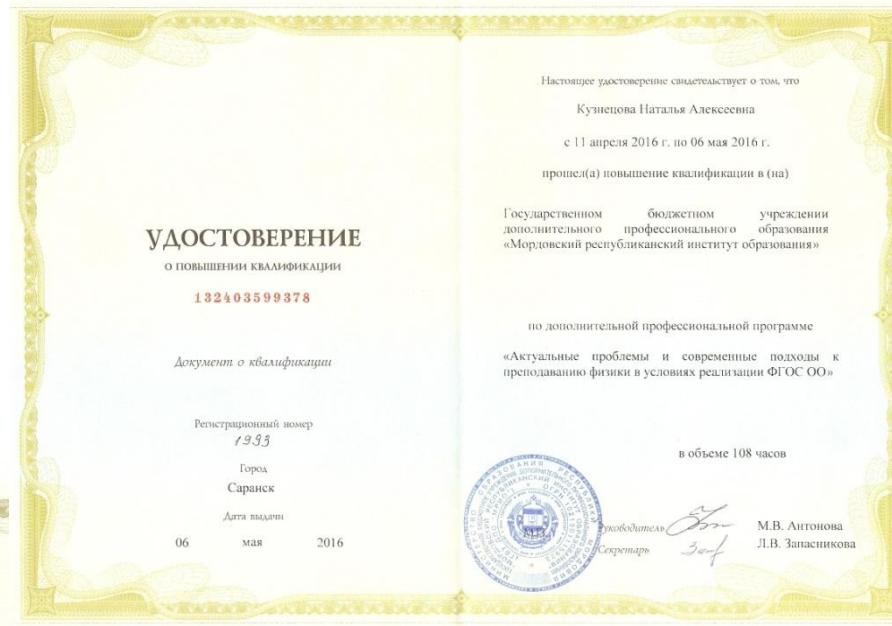 УДОСТОВЕРЕНИЕ
О ПОВЫШЕНИИ КВАЛИФИКАЦИИ
132403599378
Документ о квалификации
Регистрационный номер
1993
Город
Саранск
Дата выдачи
06 мая 2016
Настоящее удостоверение свидетельствует о том, что
Кузнецова Наталья Алексеевна
с 11 апреля 2016 г. по 06 мая 2016 г.
прошел(а) повышение квалификации в (на)
Государственном бюджетном учреждении
дополнительного профессионального образования
«Мордовский республиканский институт образования»
по дополнительной профессиональной программе
«Актуальные проблемы и современные подходы к
преподаванию физики в условиях реализации ФГОС ОО»
в объеме 108 часов
Руководитель М.В. Антонова
Секретарь Л.В. Запасникова